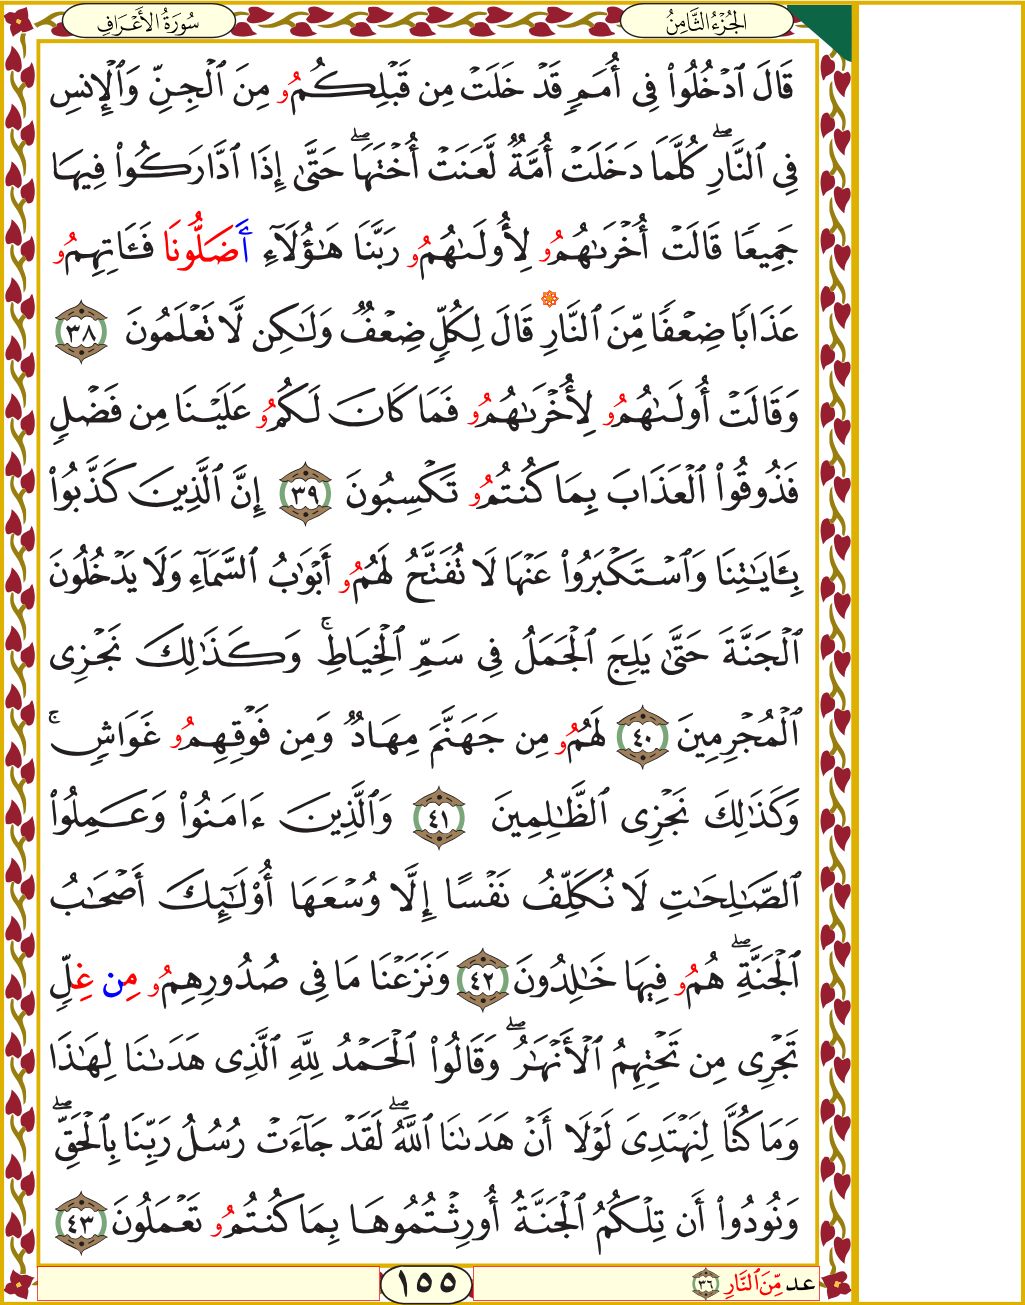 الجُزْءُ الثَّامِنُ
سُورَةُ الأَعْرَافِ
قَالَ ٱدْخُلُوا۟ فِىٓ أُمَمٍۢ قَدْ خَلَتْ مِن قَبْلِكُمُۥ مِنَ ٱلْجِنِّ وَٱلْإِنسِ
فِى ٱلنَّارِۖ كُلَّمَا دَخَلَتْ أُمَّةٌۭ لَّعَنَتْ أُخْتَهَاۖ حَتَّىٰٓ إِذَا ٱدَّارَكُوا۟ فِيهَا
جَمِيعًۭا قَالَتْ أُخْرَىٰهُمُۥ لِأُولَىٰهُمُۥ رَبَّنَا هَـٰٓؤُلَآءِ أَضَلُّونَا فَـَٔاتِهِمُۥ
عَذَابًۭا ضِعْفًۭا مِّنَ ٱلنَّارِ قَالَ لِكُلٍّۢ ضِعْفٌۭ وَلَـٰكِن لَّا تَعْلَمُونَ ٣٨
وَقَالَتْ أُولَىٰهُمُۥ لِأُخْرَىٰهُمُۥ فَمَا كَانَ لَكُمُۥ عَلَيْنَا مِن فَضْلٍۢ
فَذُوقُوا۟ ٱلْعَذَابَ بِمَا كُنتُمُۥ تَكْسِبُونَ ٣٩ إِنَّ ٱلَّذِينَ كَذَّبُوا۟
بِـَٔايَـٰتِنَا وَٱسْتَكْبَرُوا۟ عَنْهَا لَا تُفَتَّحُ لَهُمُۥ أَبْوَٰبُ ٱلسَّمَآءِ وَلَا يَدْخُلُونَ
ٱلْجَنَّةَ حَتَّىٰ يَلِجَ ٱلْجَمَلُ فِى سَمِّ ٱلْخِيَاطِۚ وَكَذَٰلِكَ نَجْزِى
ٱلْمُجْرِمِينَ ٤٠ لَهُمُۥ مِن جَهَنَّمَ مِهَادٌۭ وَمِن فَوْقِهِمُۥ غَوَاشٍۢۚ
وَكَذَٰلِكَ نَجْزِى ٱلظَّـٰلِمِينَ ٤١ وَٱلَّذِينَ ءَامَنُوا۟ وَعَمِلُوا۟
ٱلصَّـٰلِحَـٰتِ لَا نُكَلِّفُ نَفْسًا إِلَّا وُسْعَهَآ أُو۟لَـٰٓئِكَ أَصْحَـٰبُ
ٱلْجَنَّةِۖ هُمُۥ فِيهَا خَـٰلِدُونَ ٤٢ وَنَزَعْنَا مَا فِى صُدُورِهِمُۥ مِن غِلٍّۢ
تَجْرِى مِن تَحْتِهِمُ ٱلْأَنْهَـٰرُۖ وَقَالُوا۟ ٱلْحَمْدُ لِلَّهِ ٱلَّذِى هَدَىٰنَا لِهَـٰذَا
وَمَا كُنَّا لِنَهْتَدِىَ لَوْلَآ أَنْ هَدَىٰنَا ٱللَّهُۖ لَقَدْ جَآءَتْ رُسُلُ رَبِّنَا بِٱلْحَقِّۖ
وَنُودُوٓا۟ أَن تِلْكُمُ ٱلْجَنَّةُ أُورِثْتُمُوهَا بِمَا كُنتُمُۥ تَعْمَلُونَ ٤٣
عد مِّنَ ٱلنَّارِ ٣٦
١٥٥